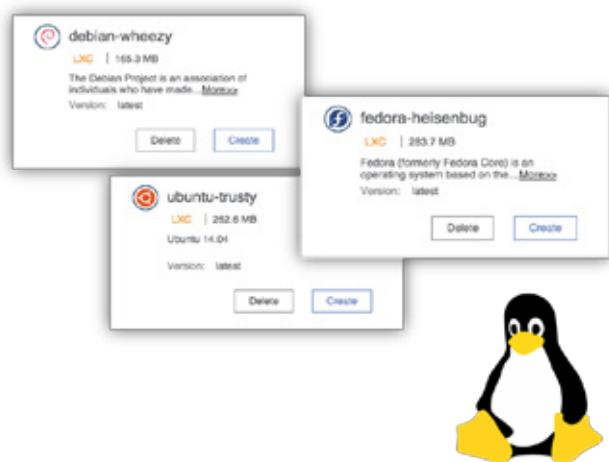 debian-wheezy
LXC | 165.3 MB
The Debian Project is an association of
individuals who have made...More>>
Version: latest
Delete Create
fedora-heisenbug
LXC | 283.7 MB
Fedora (formerly Fedora Core) is an
operating system based on the...More>>
Version: latest
Delete Create
ubuntu-trusty
LXC | 252.6 MB
Ubuntu 14.04
Version: latest
Delete Create